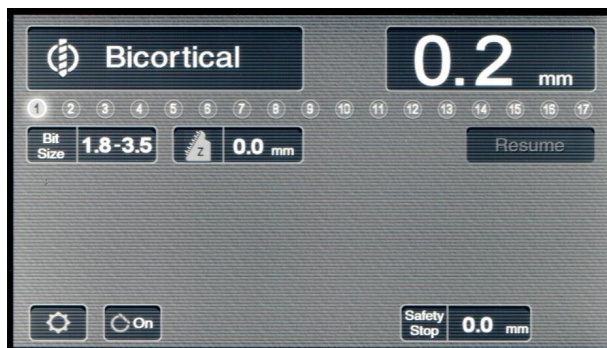 Bicortical 0.2 mm
1 2 3 4 5 6 7 8 9 10 11 12 13 14 15 16 17
Bit Size 1.8-3.5 z 0.0 mm Resume
On Safety Stop 0.0 mm